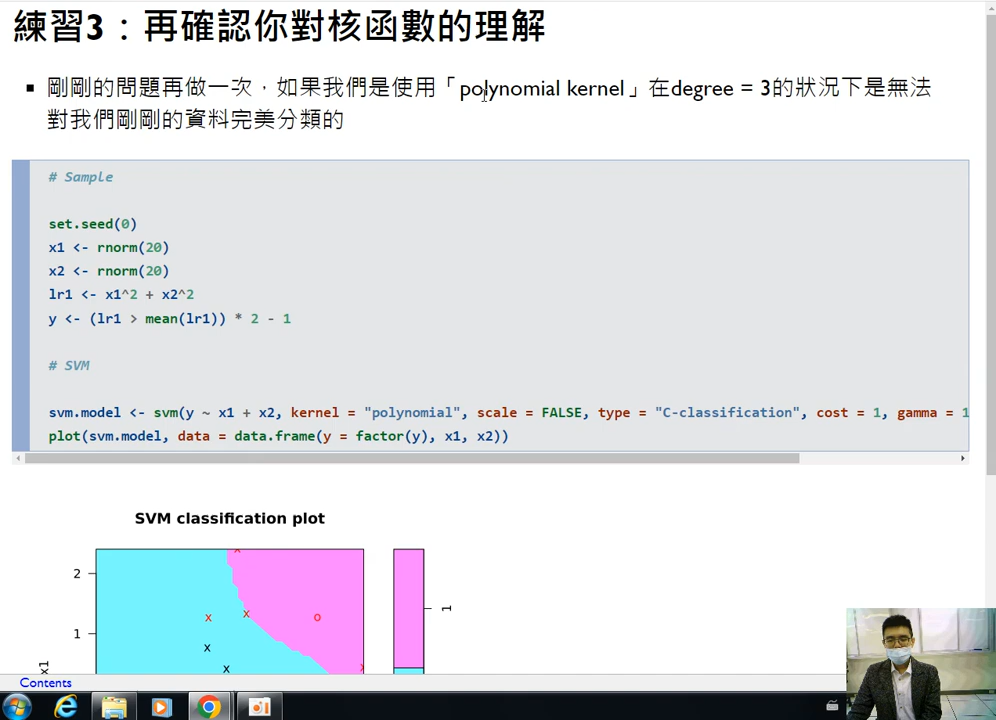 練習3：再確認你對核函數的理解
剛剛的問題再做一次，如果我們是使用「polynomial kernel」在degree = 3的狀況下是無法
對我們剛剛的資料完美分類的
# Sample
set.seed(0)
x1 <- rnorm(20)
x2 <- rnorm(20)
lr1 <- x1^2 + x2^2
y <- (lr1 > mean(lr1)) * 2 - 1
# SVM
svm.model <- svm(y ~ x1 + x2, kernel = "polynomial", scale = FALSE, type = "C-classification", cost = 1, gamma = 1
plot(svm.model, data = data.frame(y = factor(y), x1, x2))
SVM classification plot
2
1
x1
1
Contents